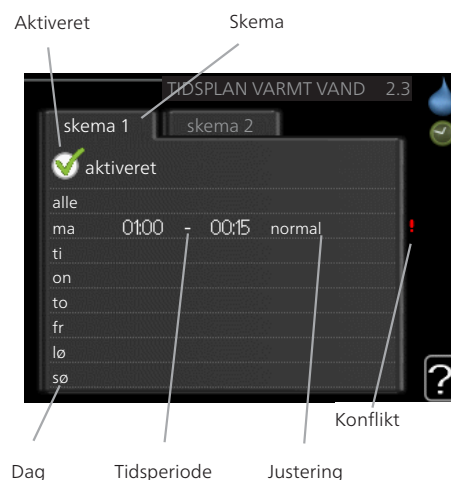 Aktiveret Skema
TIDSPLAN VARMT VAND 2.3
skema 1 skema 2
aktiveret
alle
ma 01:00 - 00:15 normal !
ti
on
to
fr
lø
sø ?
Konflikt
Dag Tidsperiode Justering